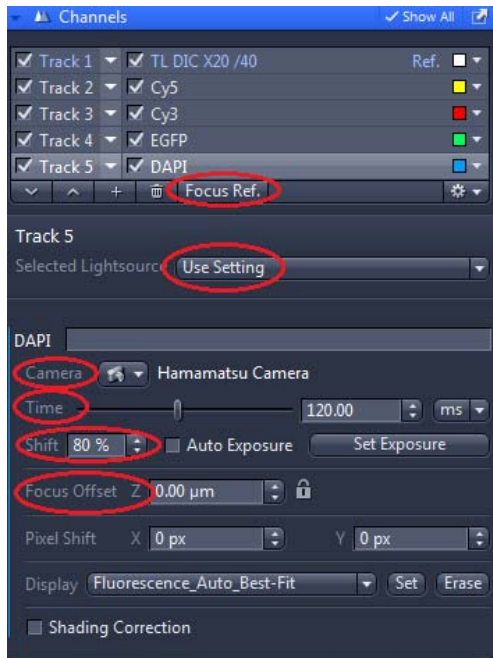 Channels Show All
Track 1 TL DIC X20 /40 Ref.
Track 2 Cy5
Track 3 Cy3
Track 4 EGFP
Track 5 DAPI
+ Focus Ref.
Track 5
Selected Lightsource Use Setting
DAPI
Camera Hamamatsu Camera
Time 120.00 ms
Shift 80 % Auto Exposure Set Exposure
Focus Offset Z 0.00 µm
Pixel Shift X 0 px Y 0 px
Display Fluorescence_Auto_Best-Fit Set Erase
Shading Correction